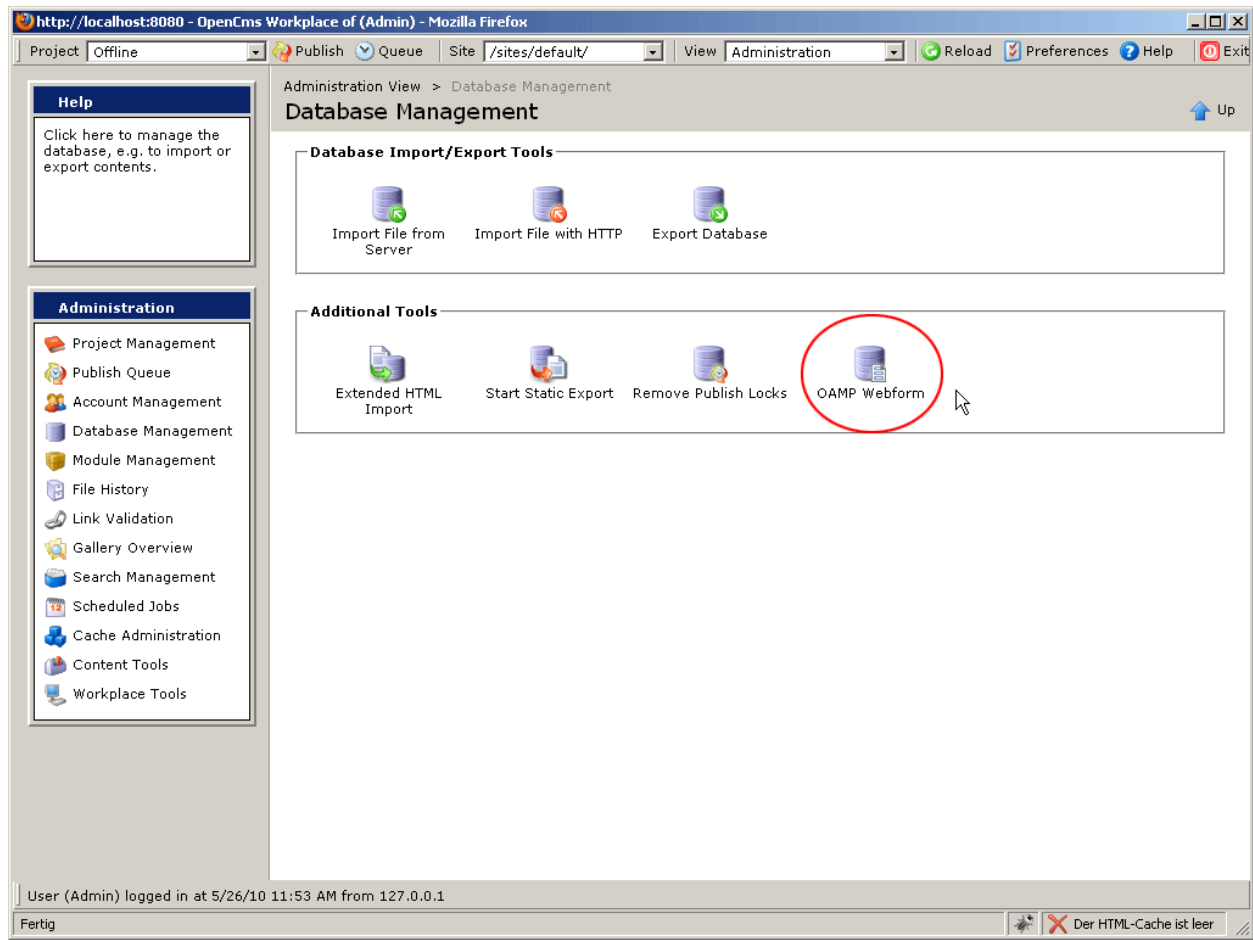 http://localhost:8080 - OpenCms Workplace of (Admin) - Mozilla Firefox
Project Offline Publish Queue Site /sites/default/ View Administration Reload Preferences Help Exit
Help
Click here to manage the
database, e.g. to import or
export contents.
Administration
Project Management
Publish Queue
Account Management
Database Management
Module Management
File History
Link Validation
Gallery Overview
Search Management
12 Scheduled Jobs
Cache Administration
Content Tools
Workplace Tools
Administration View > Database Management
Database Management
Up
Database Import/Export Tools
Import File from
Server
Import File with HTTP
Export Database
Additional Tools
Extended HTML
Import
Start Static Export
Remove Publish Locks
OAMP Webform
User (Admin) logged in at 5/26/10 11:53 AM from 127.0.0.1
Fertig
Der HTML-Cache ist leer